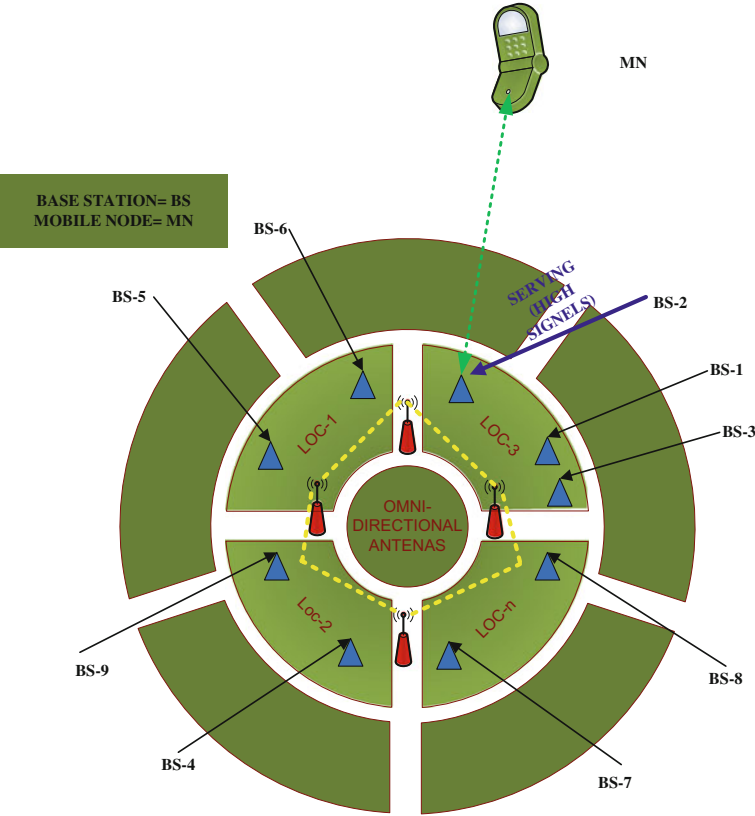 MN
BASE STATION= BS
MOBILE NODE= MN
BS-6
BS-5
SERVING
(HIGH
SIGNELS)
BS-2
BS-1
BS-3
LOC-1
LOC-3
OMNI-
DIRECTIONAL
ANTENAS
Loc-2
LOC-n
BS-9
BS-8
BS-4
BS-7